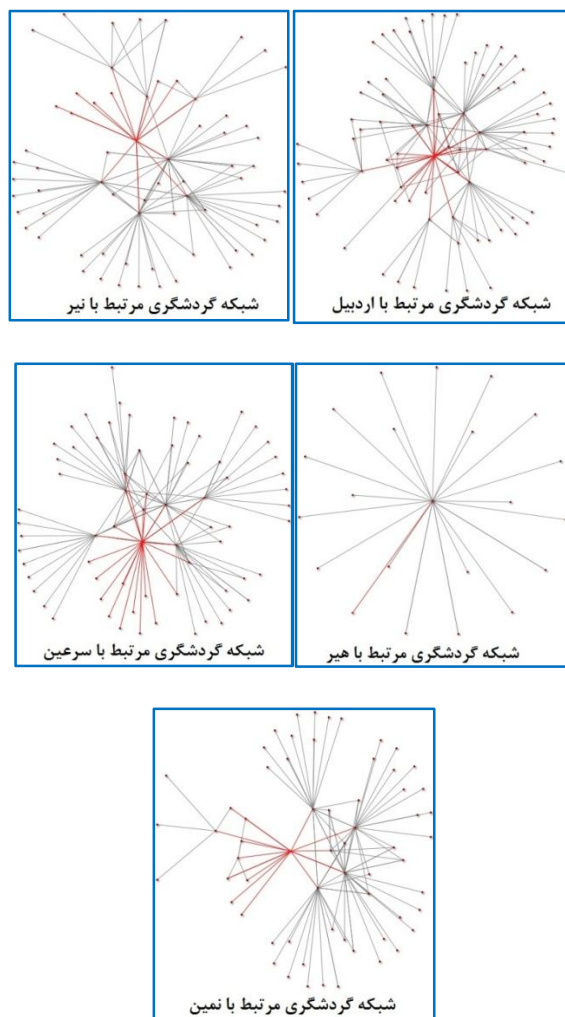 شبکه گردشگری مرتبط با نیر
شبکه گردشگری مرتبط با اردبیل
شبکه گردشگری مرتبط با سرعین
شبکه گردشگری مرتبط با هیر
شبکه گردشگری مرتبط با نمین